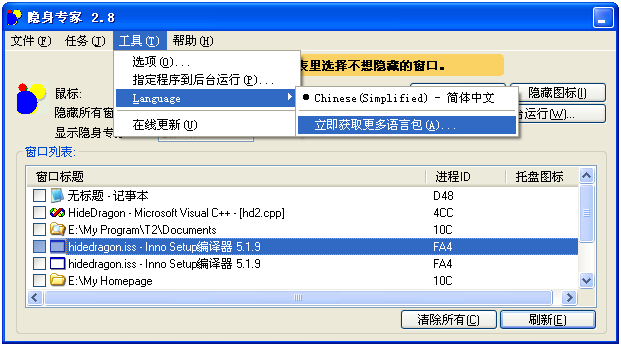 隐身专家 2.8
文件(F) 任务(T) 工具(T) 帮助(H)
选项(O)...
指定程序到后台运行(P)...
Language
在线更新(U)
Chinese(Simplified) - 简体中文
立即获取更多语言包(A)...
表里选择不想隐藏的窗口。
鼠标:
隐藏图标(I)
隐藏所有窗
台运行(W)...
显示隐身专
窗口列表:
窗口标题 进程ID 托盘图标
无标题 - 记事本 D48
HideDragon - Microsoft Visual C++ - [hd2.cpp] 4CC
E:\My Program\T2\Documents 10C
hidedragon.iss - Inno Setup编译器 5.1.9 FA4
hidedragon.iss - Inno Setup编译器 5.1.9 FA4
E:\My Homepage 10C
清除所有(C) 刷新(E)